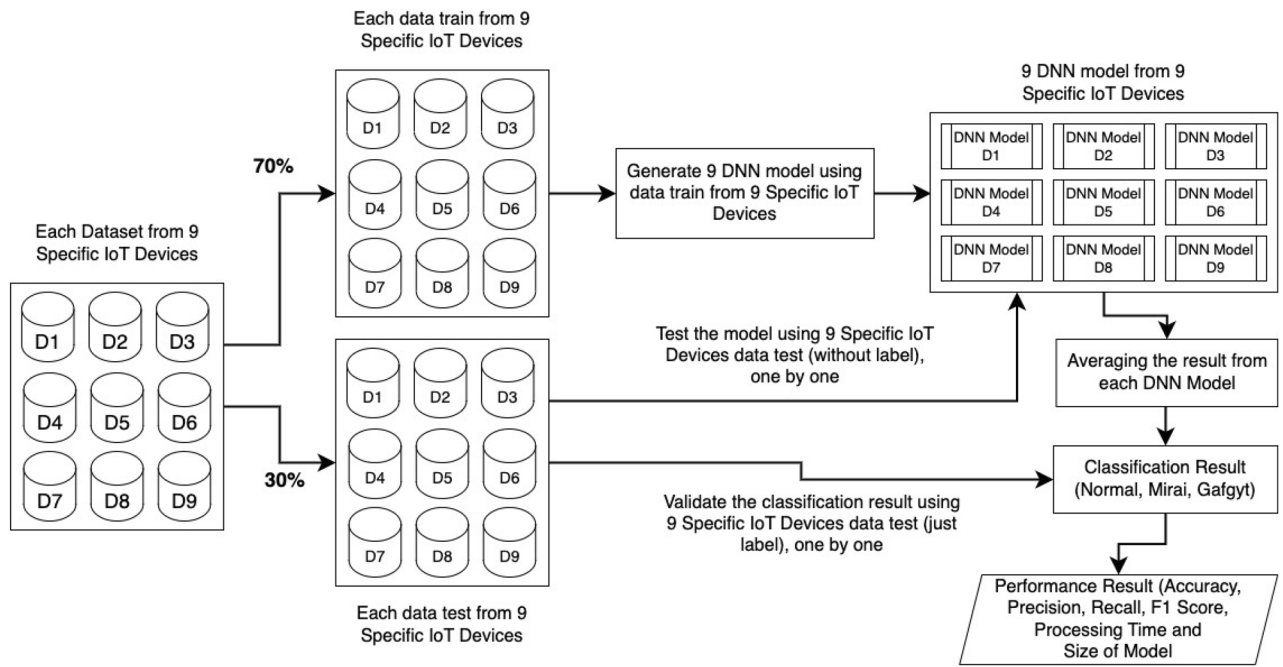 Each data train from 9
Specific IoT Devices
D1 D2 D3
D4 D5 D6
D7 D8 D9
70%
Generate 9 DNN model using
data train from 9 Specific IoT
Devices
9 DNN model from 9
Specific IoT Devices
DNN Model
D1
DNN Model
D2
DNN Model
D3
DNN Model
D4
DNN Model
D5
DNN Model
D6
DNN Model
D7
DNN Model
D8
DNN Model
D9
Each Dataset from 9
Specific IoT Devices
D1 D2 D3
D4 D5 D6
D7 D8 D9
30%
D1 D2 D3
D4 D5 D6
D7 D8 D9
Each data test from 9
Specific IoT Devices
Test the model using 9 Specific IoT
Devices data test (without label),
one by one
Averaging the result from
each DNN Model
Validate the classification result using
9 Specific IoT Devices data test (just
label), one by one
Classification Result
(Normal, Mirai, Gafgyt)
Performance Result (Accuracy,
Precision, Recall, F1 Score,
Processing Time and
Size of Model